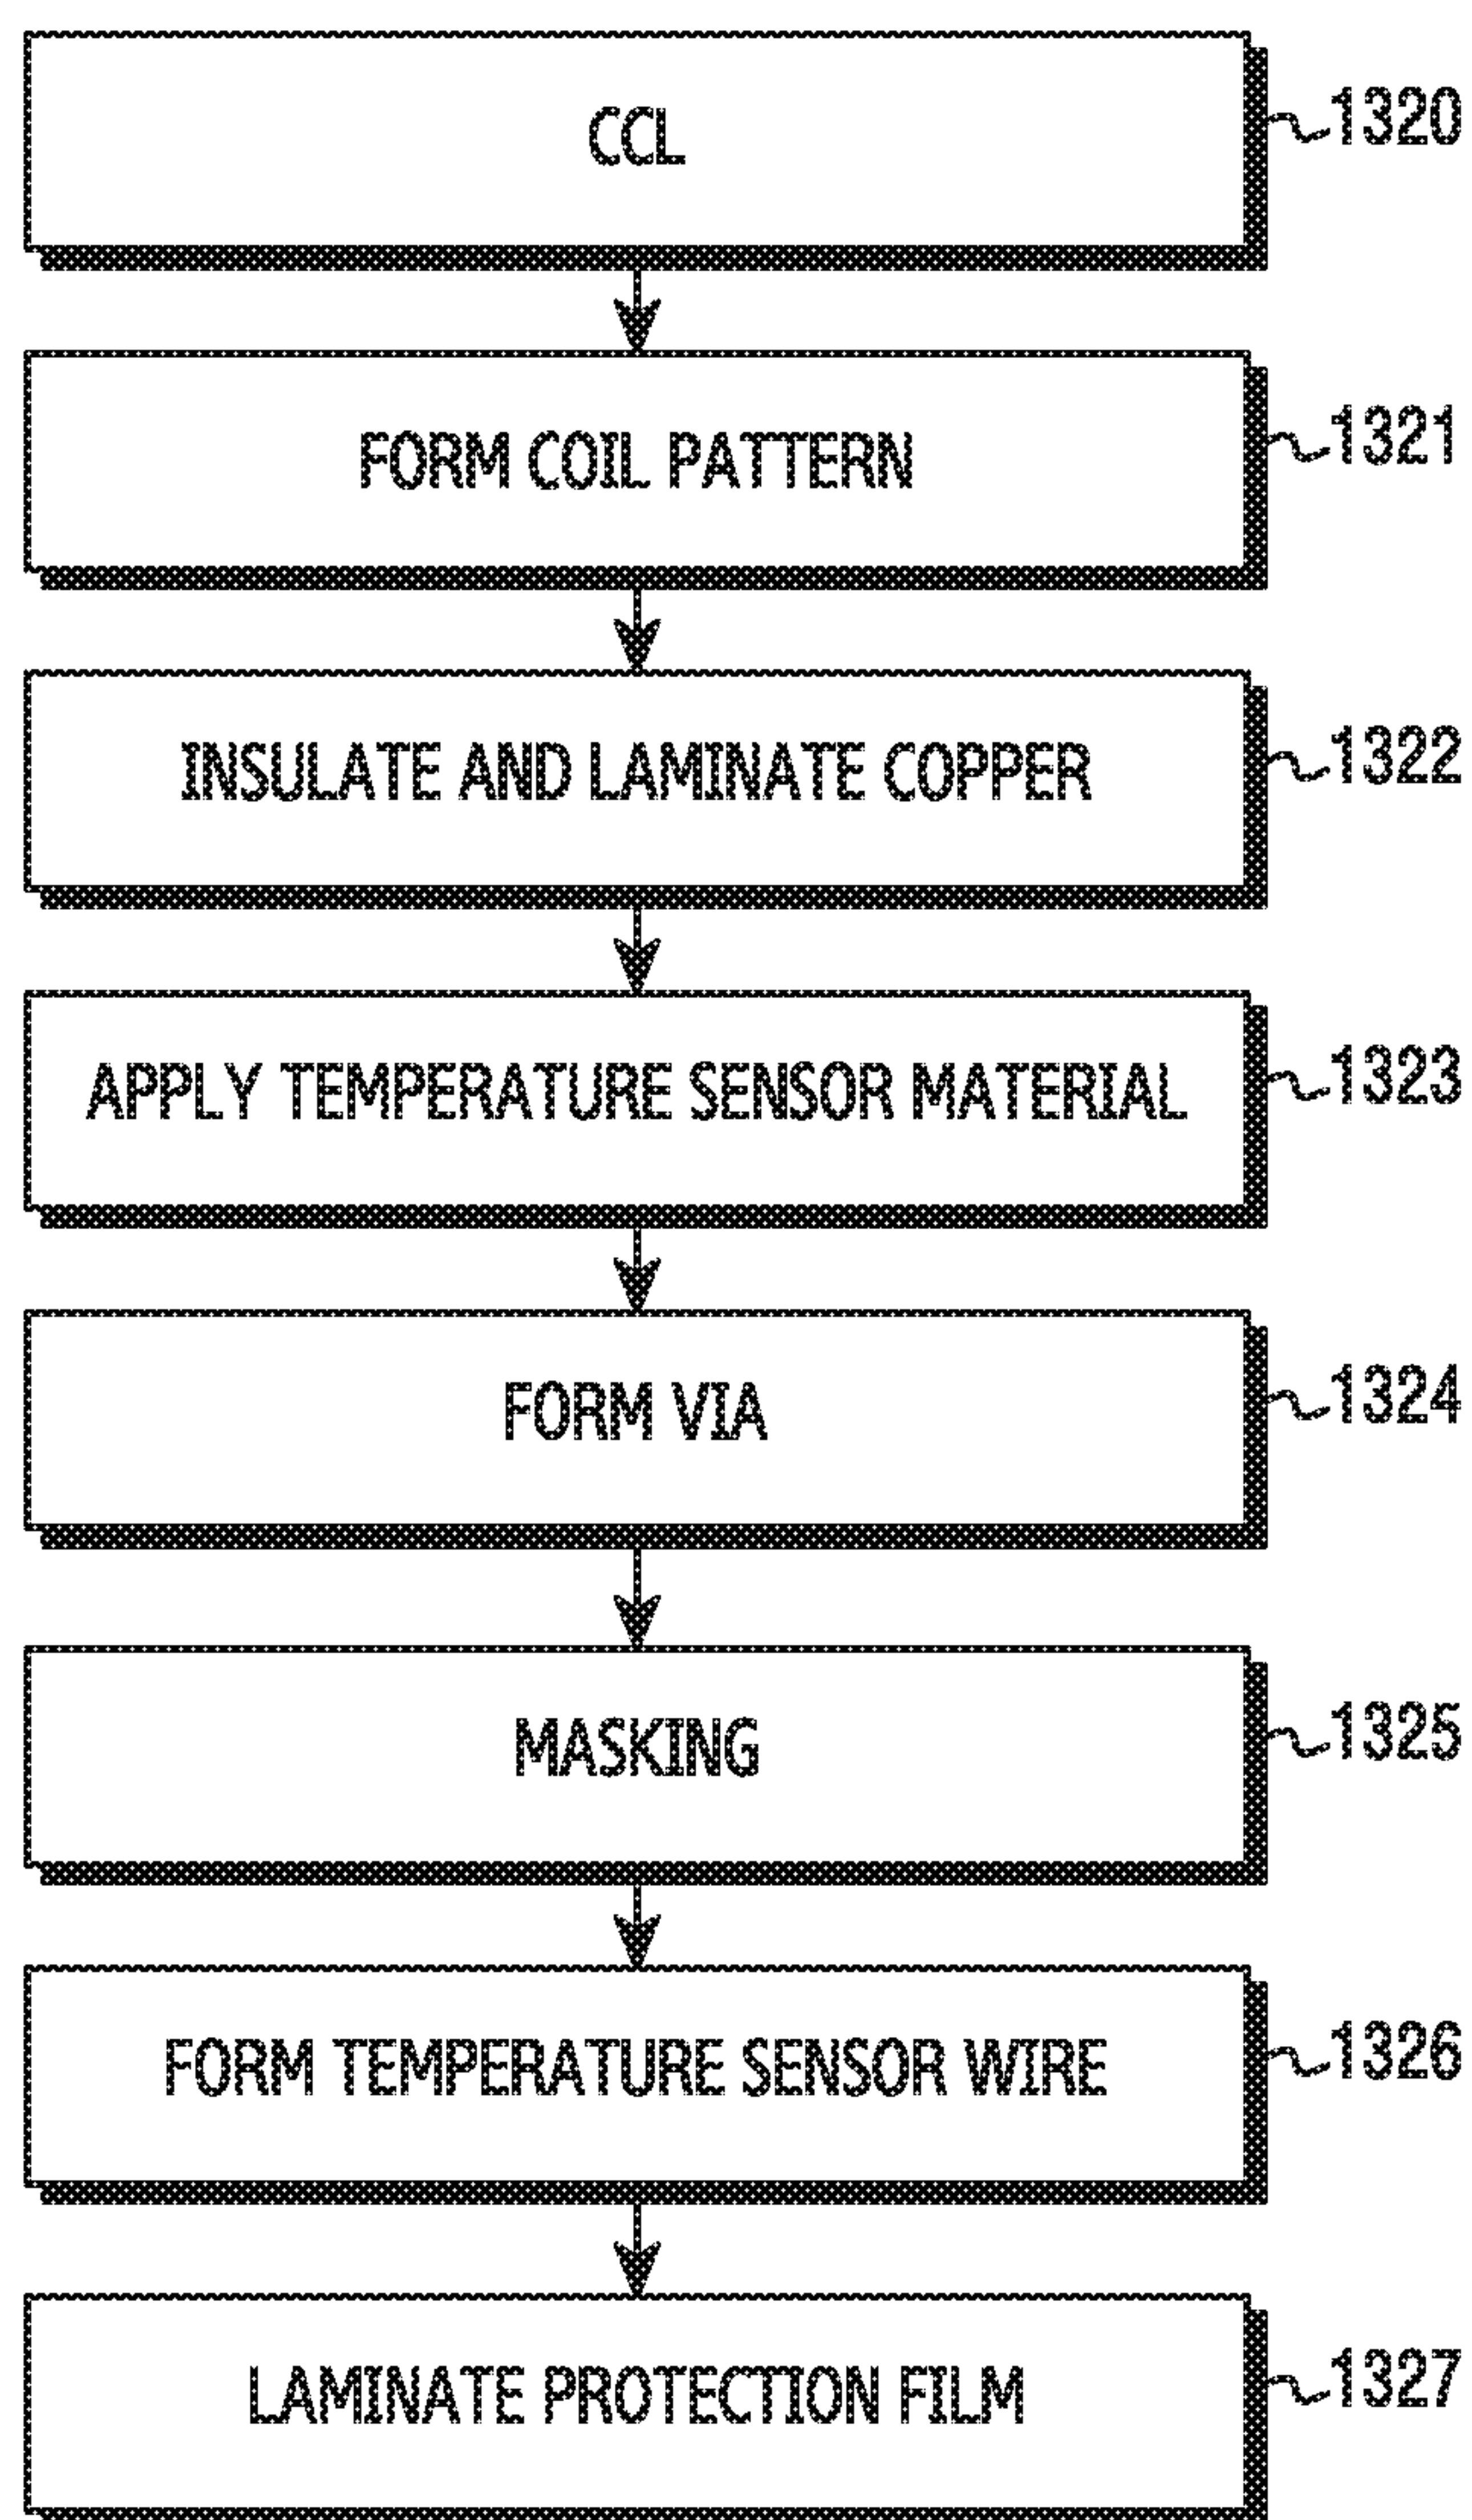 CCL
1320
FORM COIL PATTERN
1321
INSULATE AND LAMINATE COPPER
1322
APPLY TEMPERATURE SENSOR MATERIAL
1323
FORM VIA
1324
MASKING
1325
FORM TEMPERATURE SENSOR WIRE
1326
LAMINATE PROTECTION FILM
1327